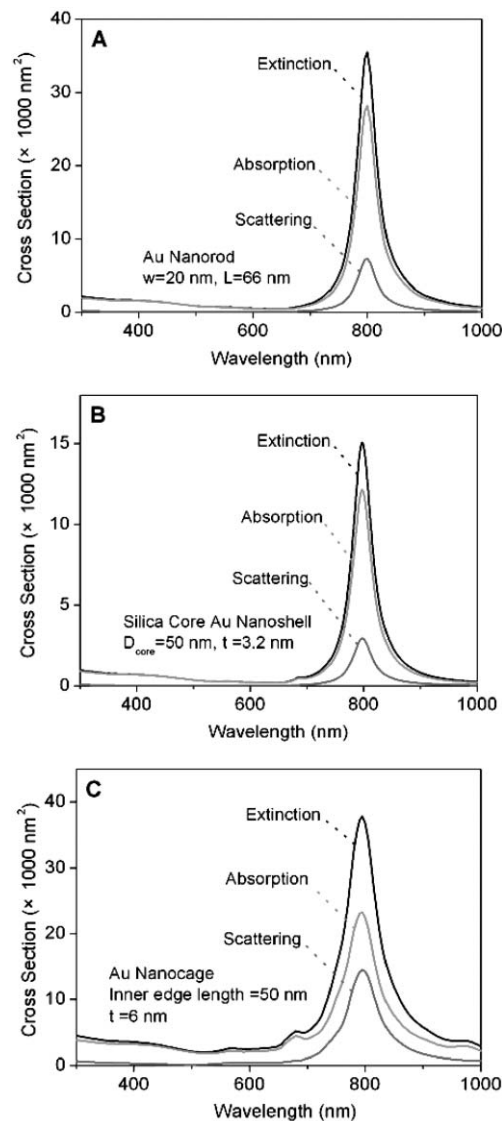 A
40
30
20
10
0
Cross Section (× 1000 nm²)
Extinction
Absorption
Scattering
Au Nanorod
w=20 nm, L=66 nm
400 600 800 1000
Wavelength (nm)
B
15
10
5
0
Cross Section (× 1000 nm²)
Extinction
Absorption
Scattering
Silica Core Au Nanoshell
D_core=50 nm, t =3.2 nm
400 600 800 1000
Wavelength (nm)
C
40
30
20
10
0
Cross Section (× 1000 nm²)
Extinction
Absorption
Scattering
Au Nanocage
Inner edge length =50 nm
t =6 nm
400 600 800 1000
Wavelength (nm)